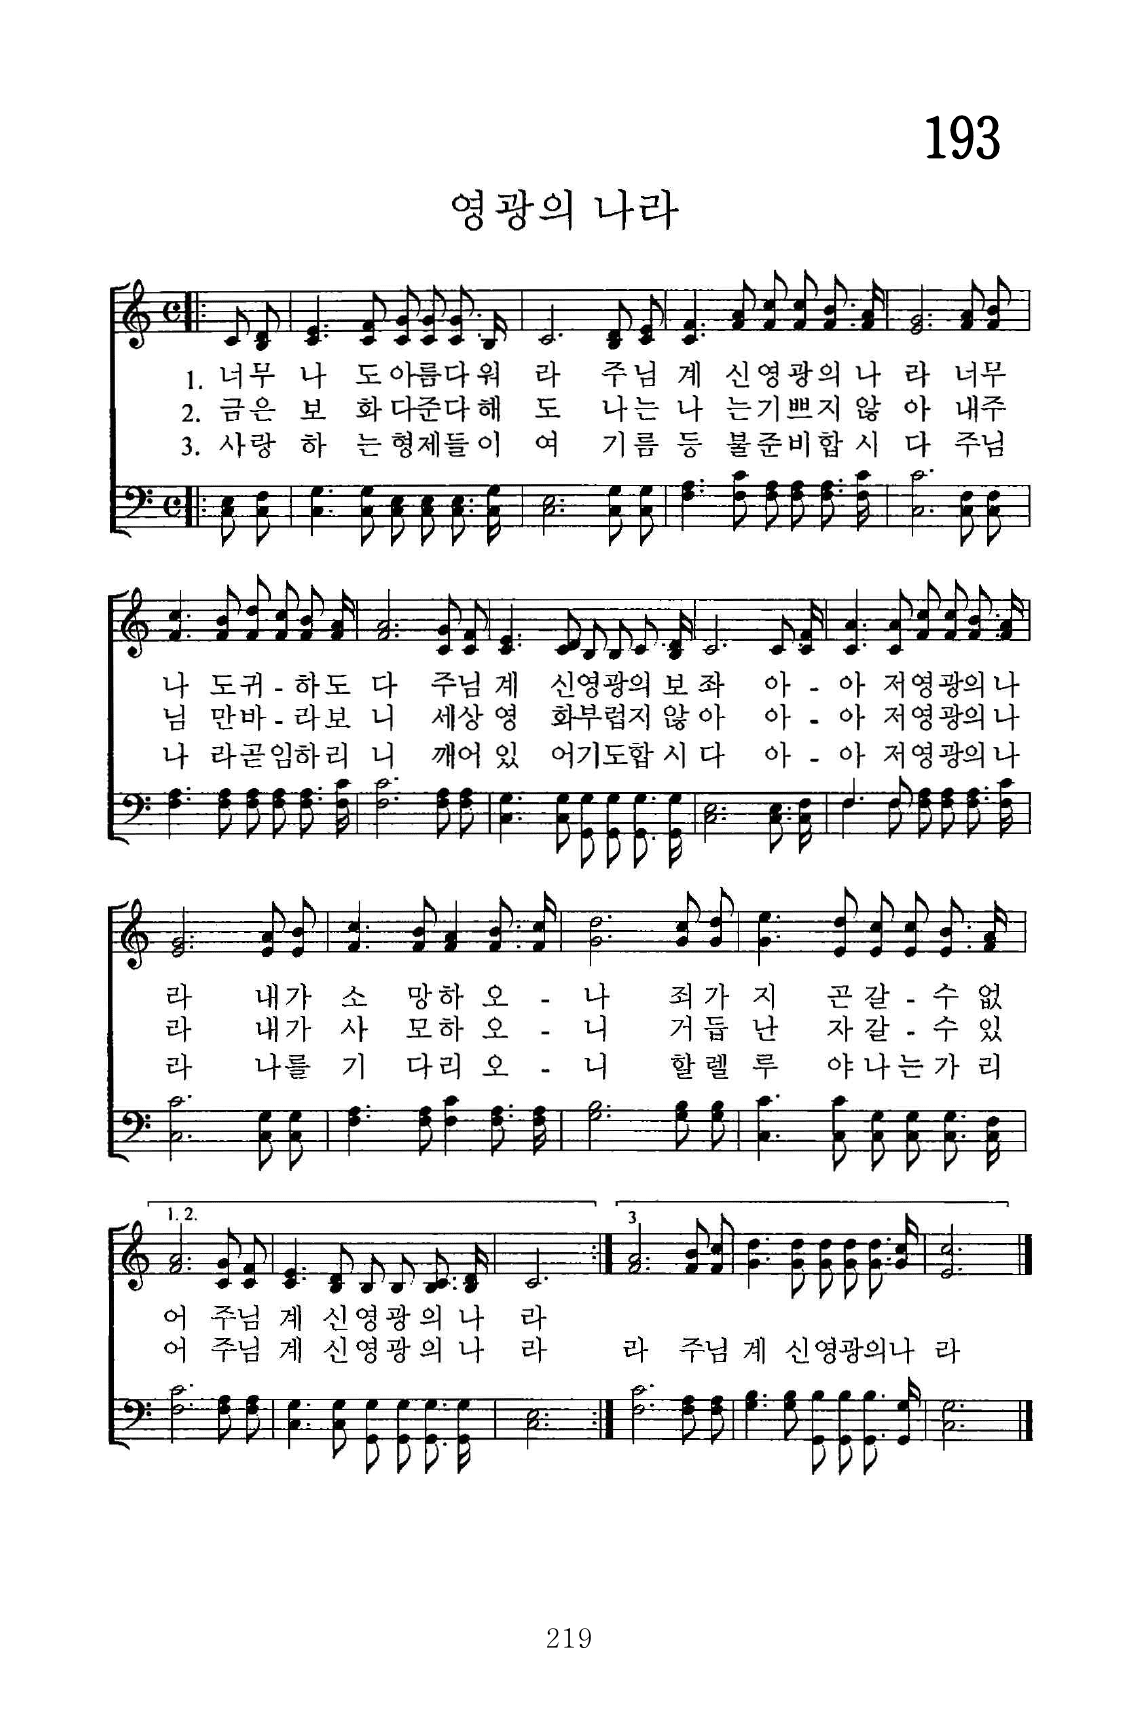 193
영광의 나라
1. 너무 나 도아름다워 라 주님 계 신영광의 나 라 너무
2. 금은 보 화다준다해 도 나는 나 는기쁘지 않 아 내주
3. 사랑 하 는형제들이 여 기름 등 불준비합 시 다 주님
나 도귀 - 하도 다 주님 계 신영광의 보 좌 아 - 아 저영광의 나
님 만바 - 라보 니 세상 영 화부럽지 않 아 아 - 아 저영광의 나
나 라곧임하리 니 깨어 있 어기도합 시 다 아 - 아 저영광의 나
라 내가 소 망하 오 - 나 죄가 지 곤갈 - 수 없
라 내가 사 모하 오 - 니 거듭 난 자갈 - 수 있
라 나를 기 다리 오 - 니 할렐 루 야나는가 리
1. 2.
3
어 주님 계 신영광의 나 라
어 주님 계 신영광의 나 라 라 주님 계 신영광의나 라
219